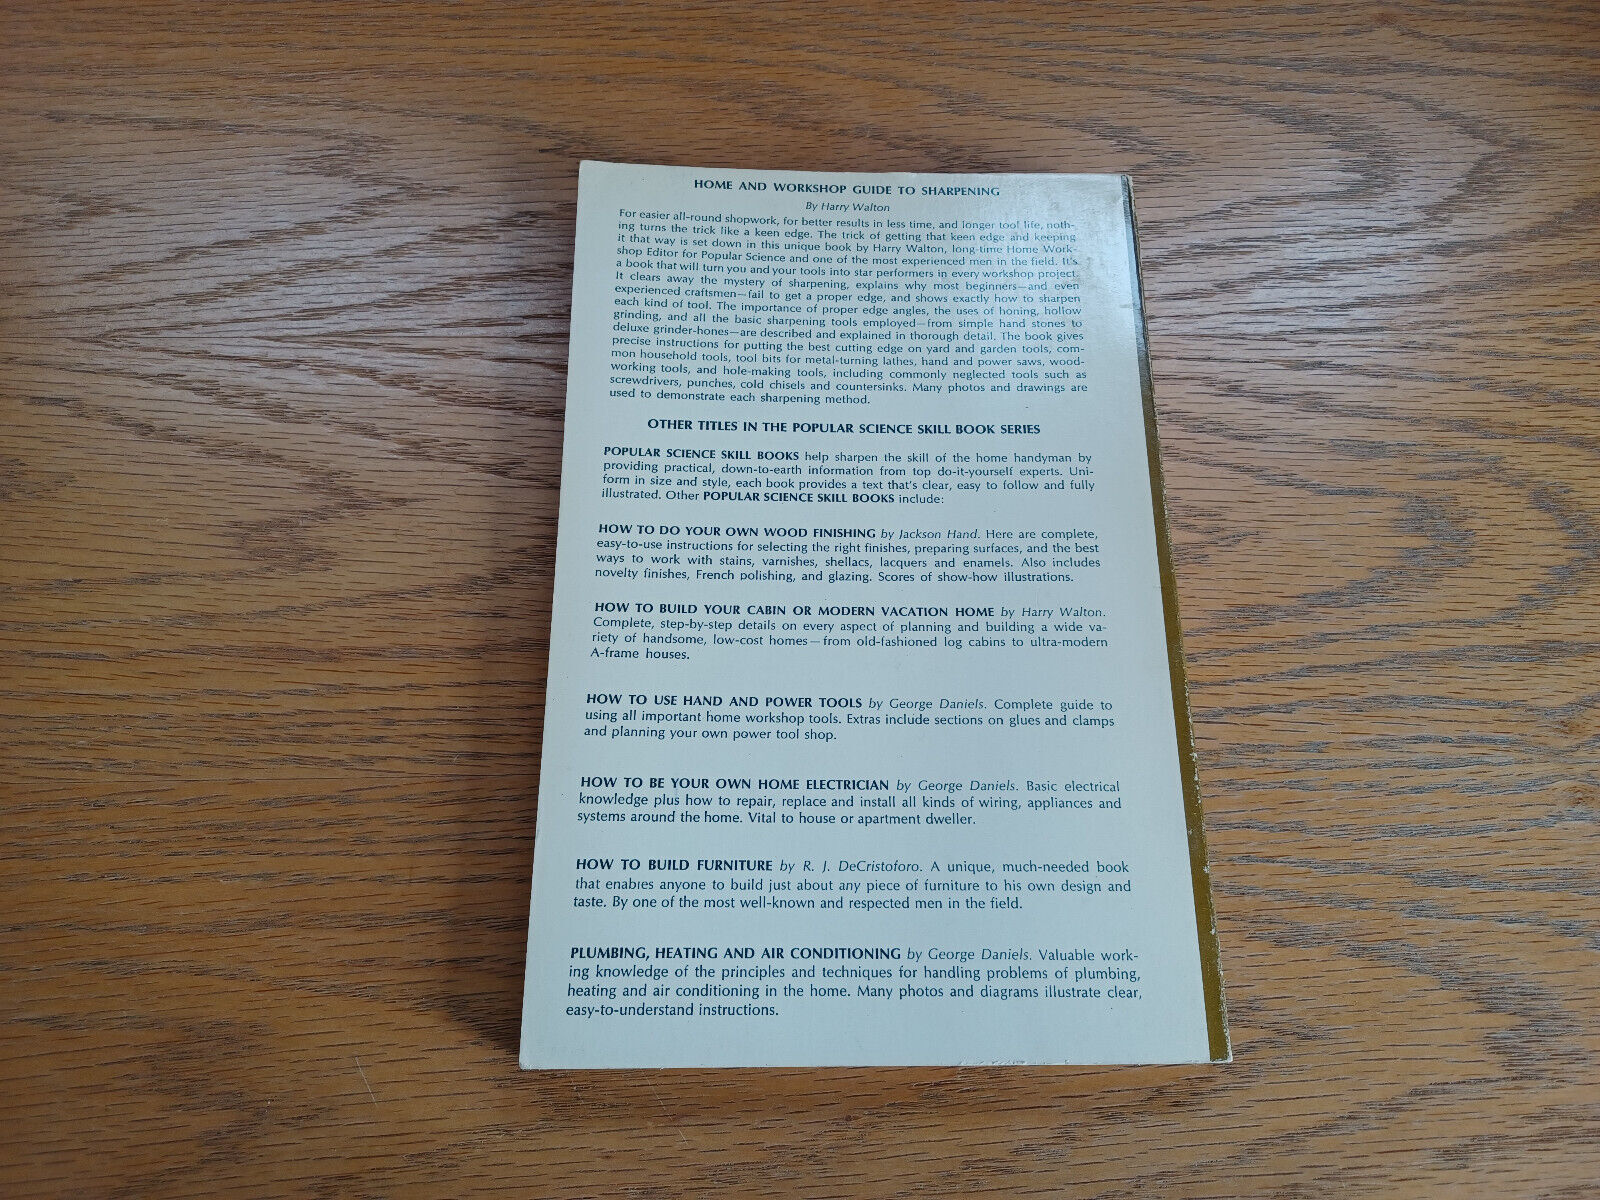 HOME AND WORKSHOP GUIDE TO SHARPENING
By Harry Walton
For easier all-round shopwork, for better results in less time, and longer tool life, noth-
ing turns the trick like a keen edge. The trick of getting that keen edge and keeping
it that way is set down in this unique book by Harry Walton, long-time Home Work-
shop Editor for Popular Science and one of the most experienced men in the field. It's
a book that will turn you and your tools into star performers in every workshop project.
It clears away the mystery of sharpening, explains why most beginners—and even
experienced craftsmen—fail to get a proper edge, and shows exactly how to sharpen
each kind of tool. The importance of proper edge angles, the uses of honing, hollow
grinding, and all the basic sharpening tools employed—from simple hand stones to
deluxe grinder-hones—are described and explained in thorough detail. The book gives
precise instructions for putting the best cutting edge on yard and garden tools, com-
mon household tools, tool bits for metal-turning lathes, hand and power saws, wood-
working tools, and hole-making tools, including commonly neglected tools such as
screwdrivers, punches, cold chisels and countersinks. Many photos and drawings are
used to demonstrate each sharpening method.
OTHER TITLES IN THE POPULAR SCIENCE SKILL BOOK SERIES
POPULAR SCIENCE SKILL BOOKS help sharpen the skill of the home handyman by
providing practical, down-to-earth information from top do-it-yourself experts. Uni-
form in size and style, each book provides a text that's clear, easy to follow and fully
illustrated. Other POPULAR SCIENCE SKILL BOOKS include:
HOW TO DO YOUR OWN WOOD FINISHING by Jackson Hand. Here are complete,
easy-to-use instructions for selecting the right finishes, preparing surfaces, and the best
ways to work with stains, varnishes, shellacs, lacquers and enamels. Also includes
novelty finishes, French polishing, and glazing. Scores of show-how illustrations.
HOW TO BUILD YOUR CABIN OR MODERN VACATION HOME by Harry Walton.
Complete, step-by-step details on every aspect of planning and building a wide va-
riety of handsome, low-cost homes—from old-fashioned log cabins to ultra-modern
A-frame houses.
HOW TO USE HAND AND POWER TOOLS by George Daniels. Complete guide to
using all important home workshop tools. Extras include sections on glues and clamps
and planning your own power tool shop.
HOW TO BE YOUR OWN HOME ELECTRICIAN by George Daniels. Basic electrical
knowledge plus how to repair, replace and install all kinds of wiring, appliances and
systems around the home. Vital to house or apartment dweller.
HOW TO BUILD FURNITURE by R. J. DeCristoforo. A unique, much-needed book
that enables anyone to build just about any piece of furniture to his own design and
taste. By one of the most well-known and respected men in the field.
PLUMBING, HEATING AND AIR CONDITIONING by George Daniels. Valuable work-
ing knowledge of the principles and techniques for handling problems of plumbing,
heating and air conditioning in the home. Many photos and diagrams illustrate clear,
easy-to-understand instructions.